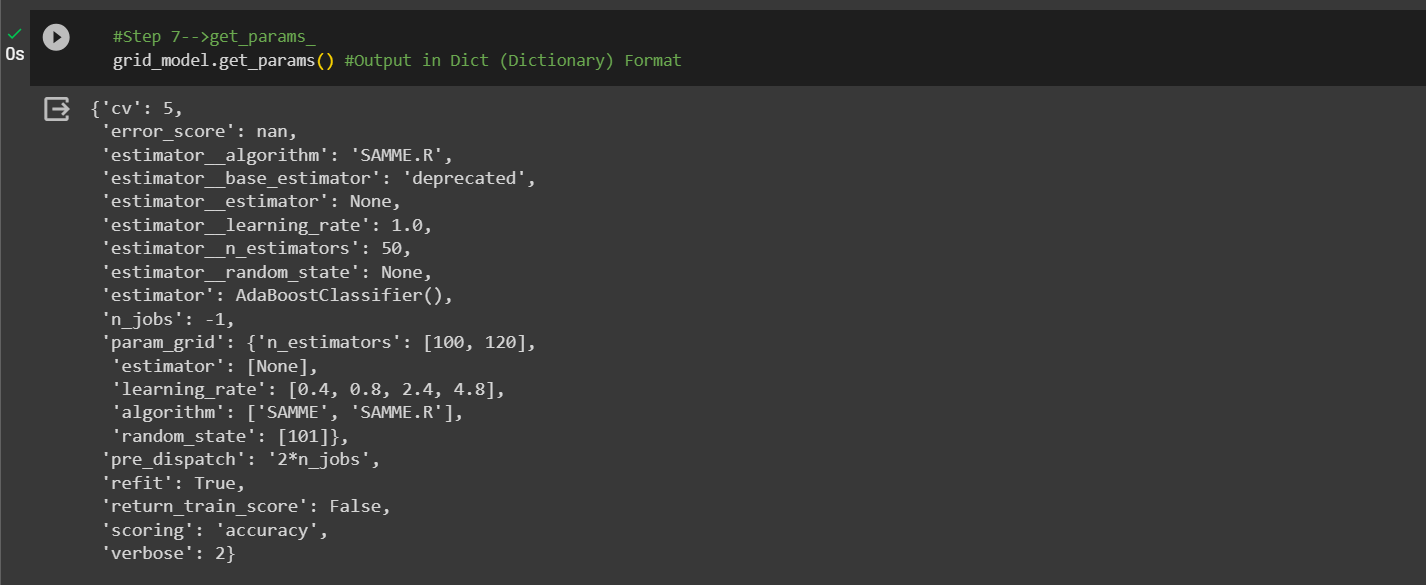 #Step 7-->get_params_
0s
grid_model.get_params() #Output in Dict (Dictionary) Format
{'cv': 5,
'error_score': nan,
'estimator__algorithm': 'SAMME.R',
'estimator__base_estimator': 'deprecated',
'estimator__estimator': None,
'estimator__learning_rate': 1.0,
'estimator__n_estimators': 50,
'estimator__random_state': None,
'estimator': AdaBoostClassifier(),
'n_jobs': -1,
'param_grid': {'n_estimators': [100, 120],
'estimator': [None],
'learning_rate': [0.4, 0.8, 2.4, 4.8],
'algorithm': ['SAMME', 'SAMME.R'],
'random_state': [101]},
'pre_dispatch': '2*n_jobs',
'refit': True,
'return_train_score': False,
'scoring': 'accuracy',
'verbose': 2}